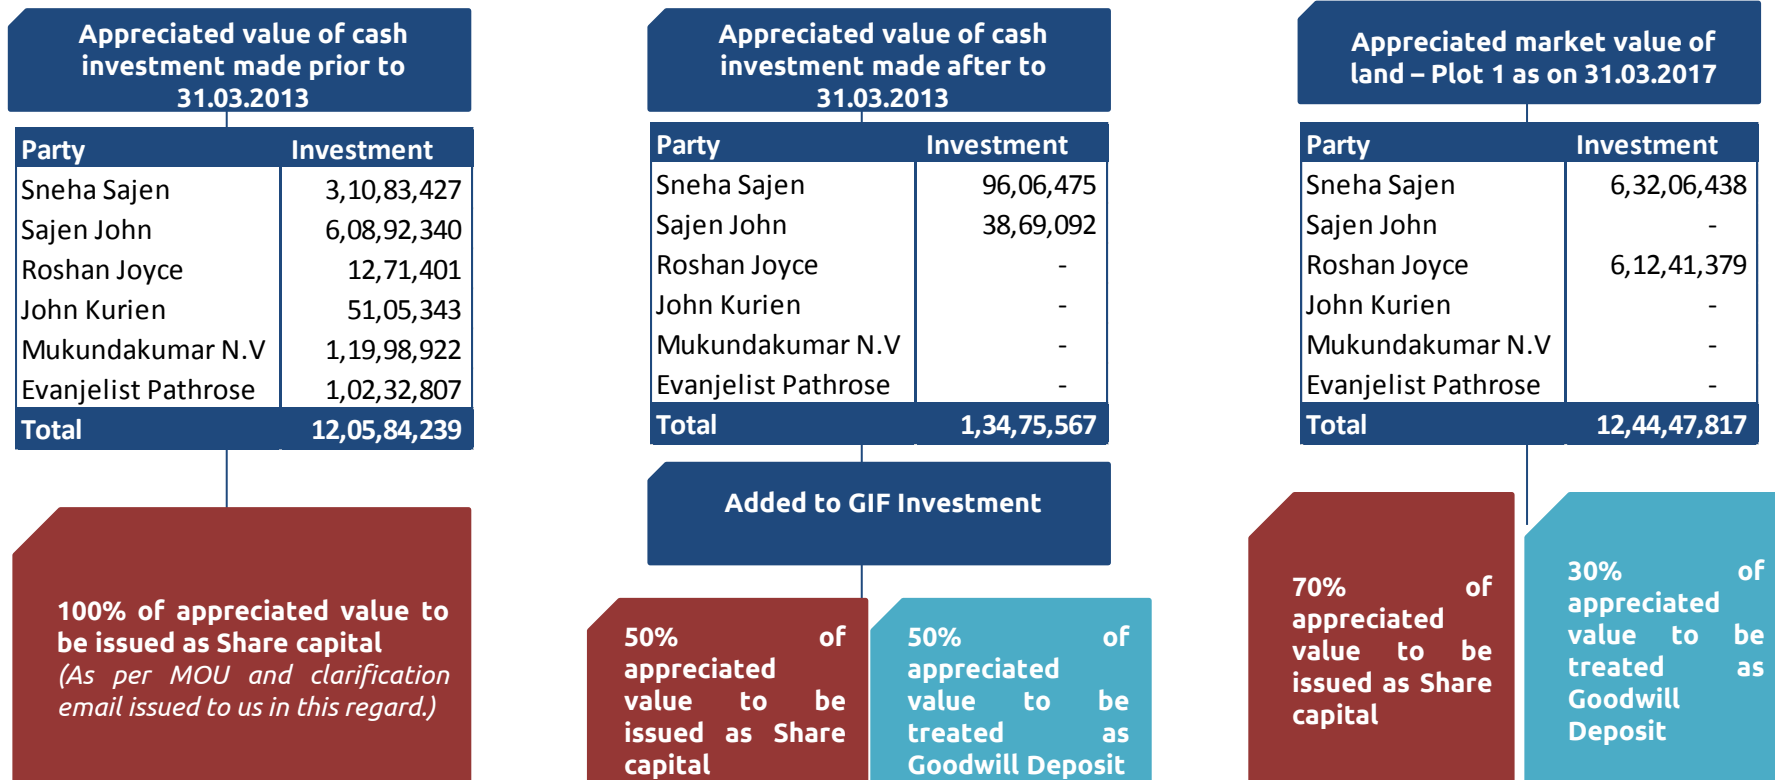 Appreciated value of cash
investment made prior to
31.03.2013
Party Investment
Sneha Sajen 3,10,83,427
Sajen John 6,08,92,340
Roshan Joyce 12,71,401
John Kurien 51,05,343
Mukundakumar N.V 1,19,98,922
Evanjelist Pathrose 1,02,32,807
Total 12,05,84,239
100% of appreciated value to
be issued as Share capital
(As per MOU and clarification
email issued to us in this regard.)
Appreciated value of cash
investment made after to
31.03.2013
Party Investment
Sneha Sajen 96,06,475
Sajen John 38,69,092
Roshan Joyce -
John Kurien -
Mukundakumar N.V -
Evanjelist Pathrose -
Total 1,34,75,567
Added to GIF Investment
50% of
appreciated
value to be
issued as Share
capital
50% of
appreciated
value to be
treated as
Goodwill Deposit
Appreciated market value of
land – Plot 1 as on 31.03.2017
Party Investment
Sneha Sajen 6,32,06,438
Sajen John -
Roshan Joyce 6,12,41,379
John Kurien -
Mukundakumar N.V -
Evanjelist Pathrose -
Total 12,44,47,817
70% of
appreciated
value to be
issued as Share
capital
30% of
appreciated
value to be
treated as
Goodwill
Deposit